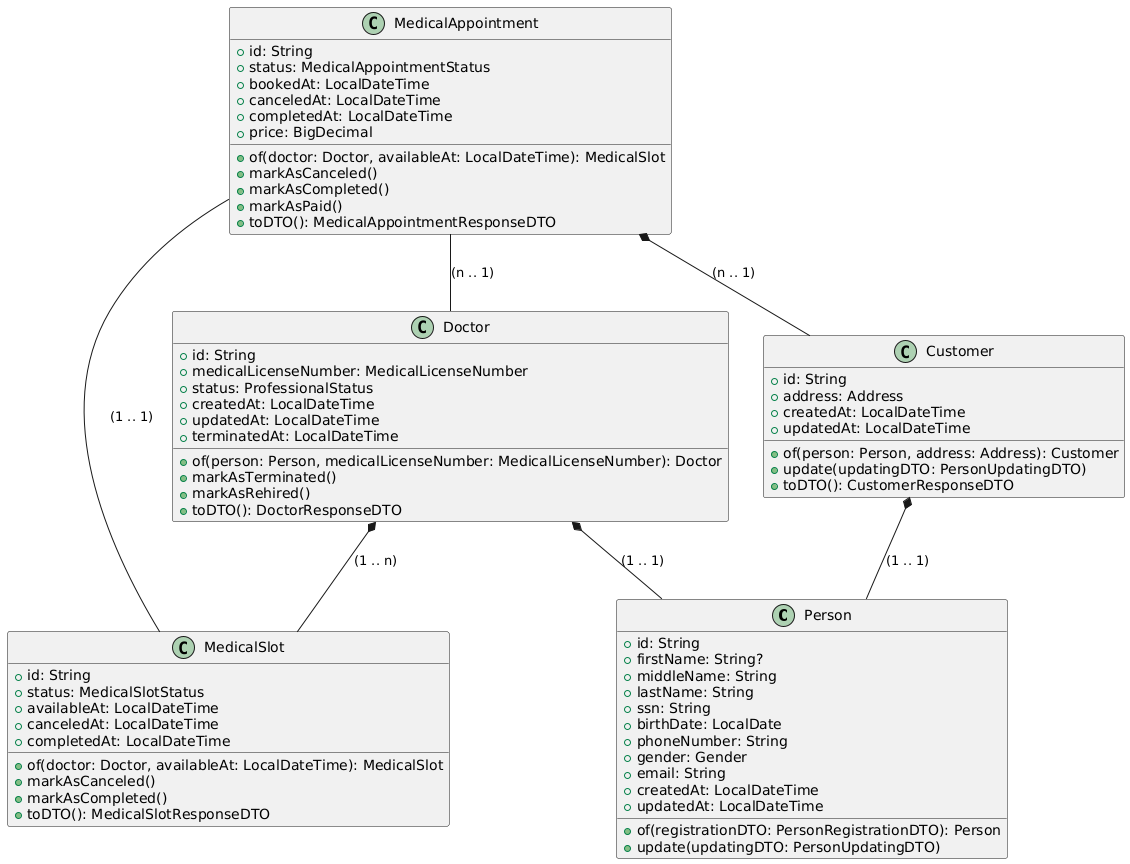 C MedicalAppointment
id: String
status: MedicalAppointmentStatus
bookedAt: LocalDateTime
canceledAt: LocalDateTime
completedAt: LocalDateTime
price: BigDecimal
of(doctor: Doctor, availableAt: LocalDateTime): MedicalSlot
markAsCanceled()
markAsCompleted()
markAsPaid()
toDTO(): MedicalAppointmentResponseDTO
(n .. 1)
(n .. 1)
(1 .. 1)
C Doctor
id: String
medicalLicenseNumber: MedicalLicenseNumber
status: ProfessionalStatus
createdAt: LocalDateTime
updatedAt: LocalDateTime
terminatedAt: LocalDateTime
of(person: Person, medicalLicenseNumber: MedicalLicenseNumber): Doctor
markAsTerminated()
markAsRehired()
toDTO(): DoctorResponseDTO
C Customer
id: String
address: Address
createdAt: LocalDateTime
updatedAt: LocalDateTime
of(person: Person, address: Address): Customer
update(updatingDTO: PersonUpdatingDTO)
toDTO(): CustomerResponseDTO
(1 .. n)
(1 .. 1)
(1 .. 1)
C MedicalSlot
id: String
status: MedicalSlotStatus
availableAt: LocalDateTime
canceledAt: LocalDateTime
completedAt: LocalDateTime
of(doctor: Doctor, availableAt: LocalDateTime): MedicalSlot
markAsCanceled()
markAsCompleted()
toDTO(): MedicalSlotResponseDTO
C Person
id: String
firstName: String?
middleName: String
lastName: String
ssn: String
birthDate: LocalDate
phoneNumber: String
gender: Gender
email: String
createdAt: LocalDateTime
updatedAt: LocalDateTime
of(registrationDTO: PersonRegistrationDTO): Person
update(updatingDTO: PersonUpdatingDTO)